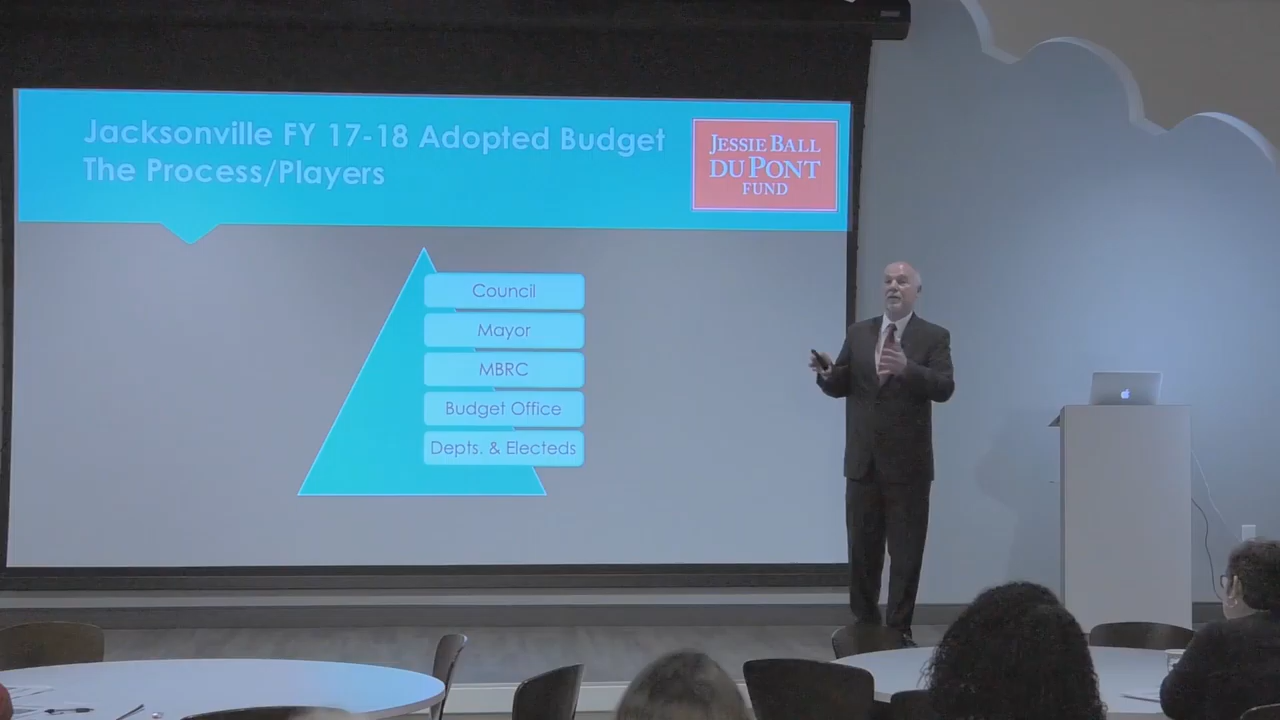 Jacksonville FY 17-18 Adopted Budget
The Process/Players
JESSIE BALL
DU PONT
FUND
Council
Mayor
MBRC
Budget Office
Depts. & Electeds